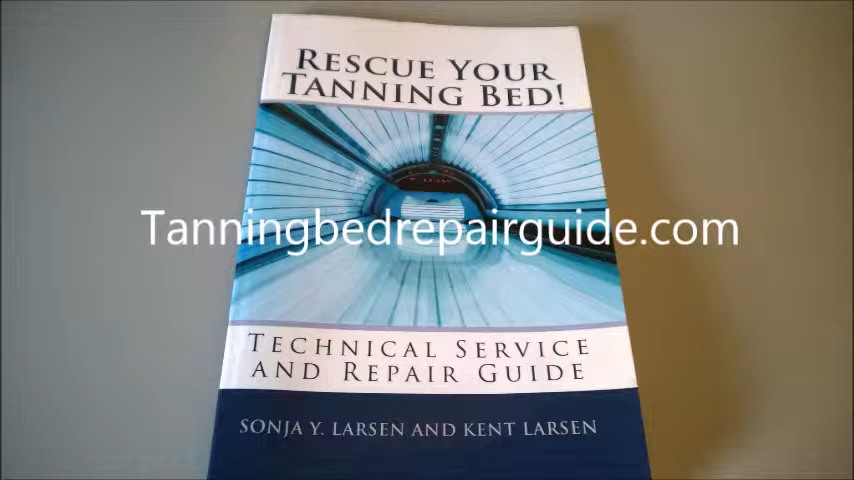 RESCUE YOUR
TANNING BED!
Tanningbedrepairguide.com
TECHNICAL SERVICE
AND REPAIR GUIDE
SONJA Y. LARSEN AND KENT LARSEN